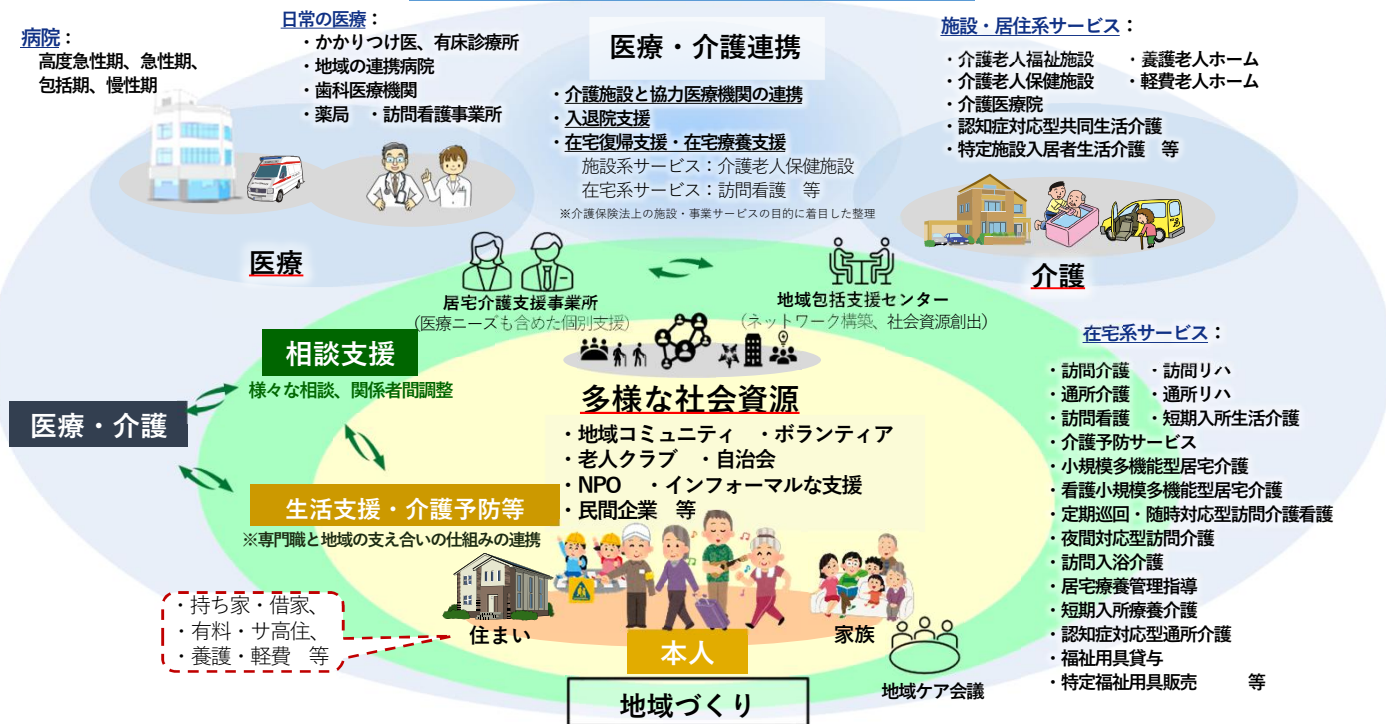 病院：
高度急性期、急性期、
包括期、慢性期
日常の医療：
・かかりつけ医、有床診療所
・地域の連携病院
・歯科医療機関
・薬局　・訪問看護事業所
医療
医療・介護連携
・介護施設と協力医療機関の連携
・入退院支援
・在宅復帰支援・在宅療養支援
施設系サービス：介護老人保健施設
在宅系サービス：訪問看護　等
※介護保険法上の施設・事業サービスの目的に着目した整理
施設・居住系サービス：
・介護老人福祉施設　・養護老人ホーム
・介護老人保健施設　・軽費老人ホーム
・介護医療院
・認知症対応型共同生活介護
・特定施設入居者生活介護　等
介護
居宅介護支援事業所
(医療ニーズも含めた個別支援)
地域包括支援センター
(ネットワーク構築、社会資源創出)
相談支援
様々な相談、関係者間調整
医療・介護
生活支援・介護予防等
※専門職と地域の支え合いの仕組みの連携
多様な社会資源
・地域コミュニティ　・ボランティア
・老人クラブ　・自治会
・NPO　・インフォーマルな支援
・民間企業　等
在宅系サービス：
・訪問介護　・訪問リハ
・通所介護　・通所リハ
・訪問看護　・短期入所生活介護
・介護予防サービス
・小規模多機能型居宅介護
・看護小規模多機能型居宅介護
・定期巡回・随時対応型訪問介護看護
・夜間対応型訪問介護
・訪問入浴介護
・居宅療養管理指導
・短期入所療養介護
・認知症対応型通所介護
・福祉用具貸与
・特定福祉用具販売　　等
・持ち家・借家、
・有料・サ高住、
・養護・軽費　等
住まい
本人
家族
地域ケア会議
地域づくり